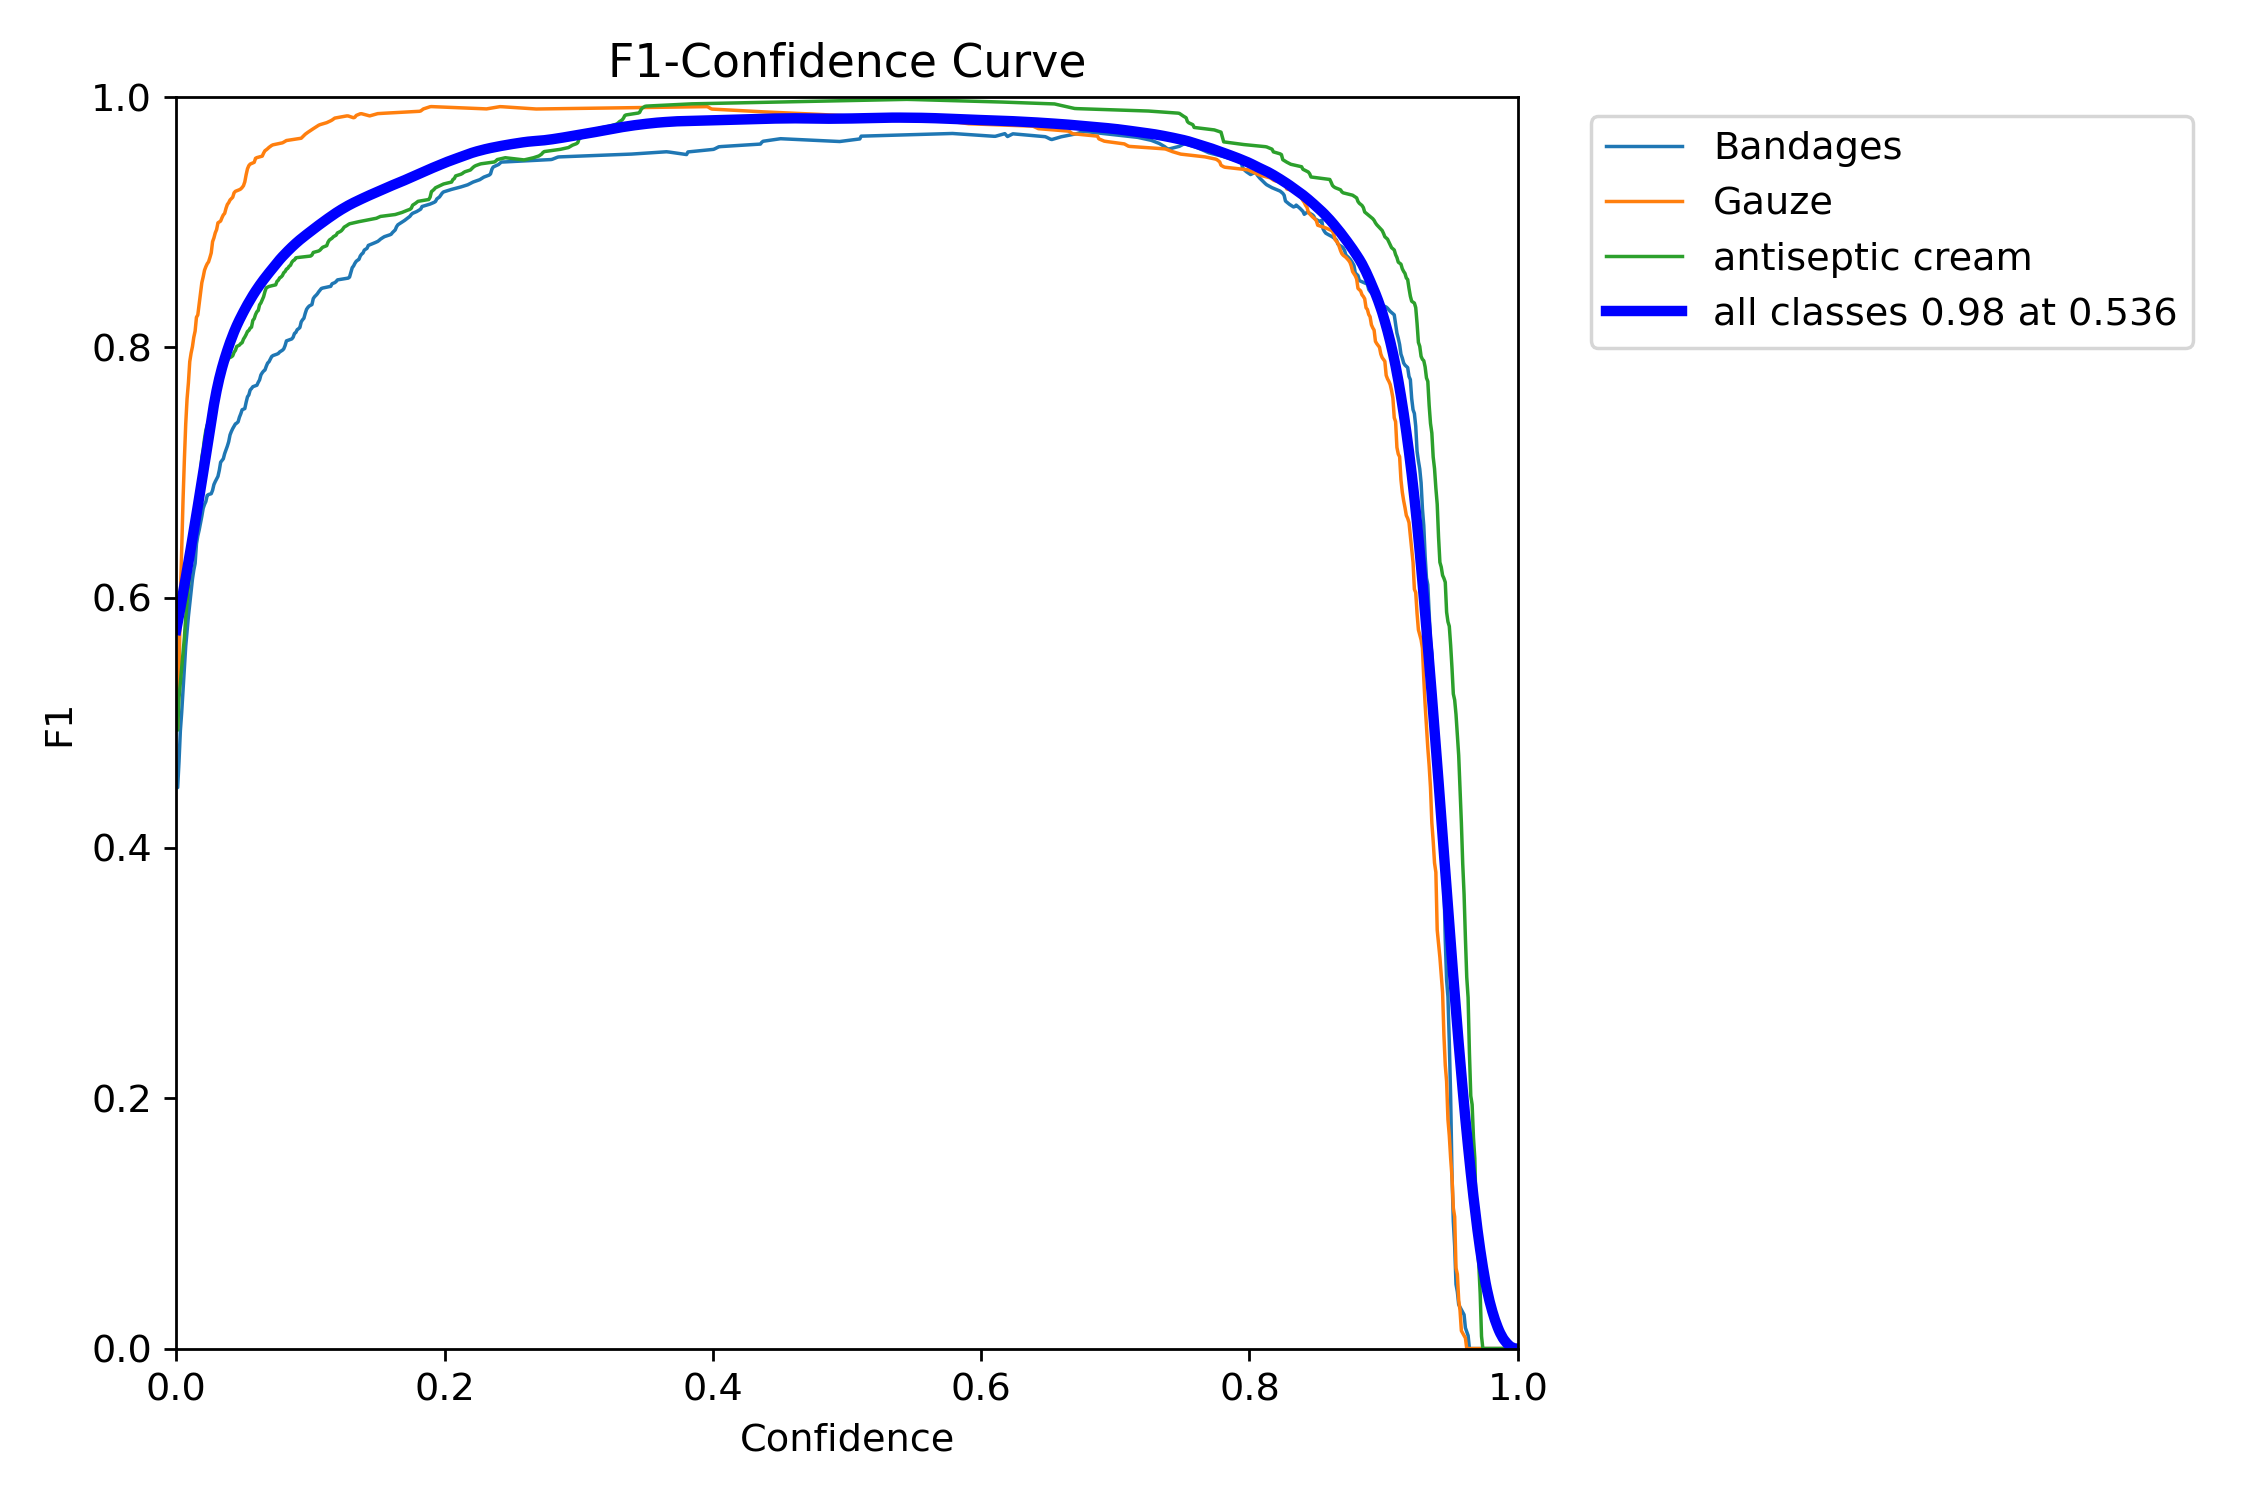 F1-Confidence Curve
1.0
0.8
0.6
0.4
0.2
0.0
F1
0.0 0.2 0.4 0.6 0.8 1.0
Confidence
Bandages
Gauze
antiseptic cream
all classes 0.98 at 0.536